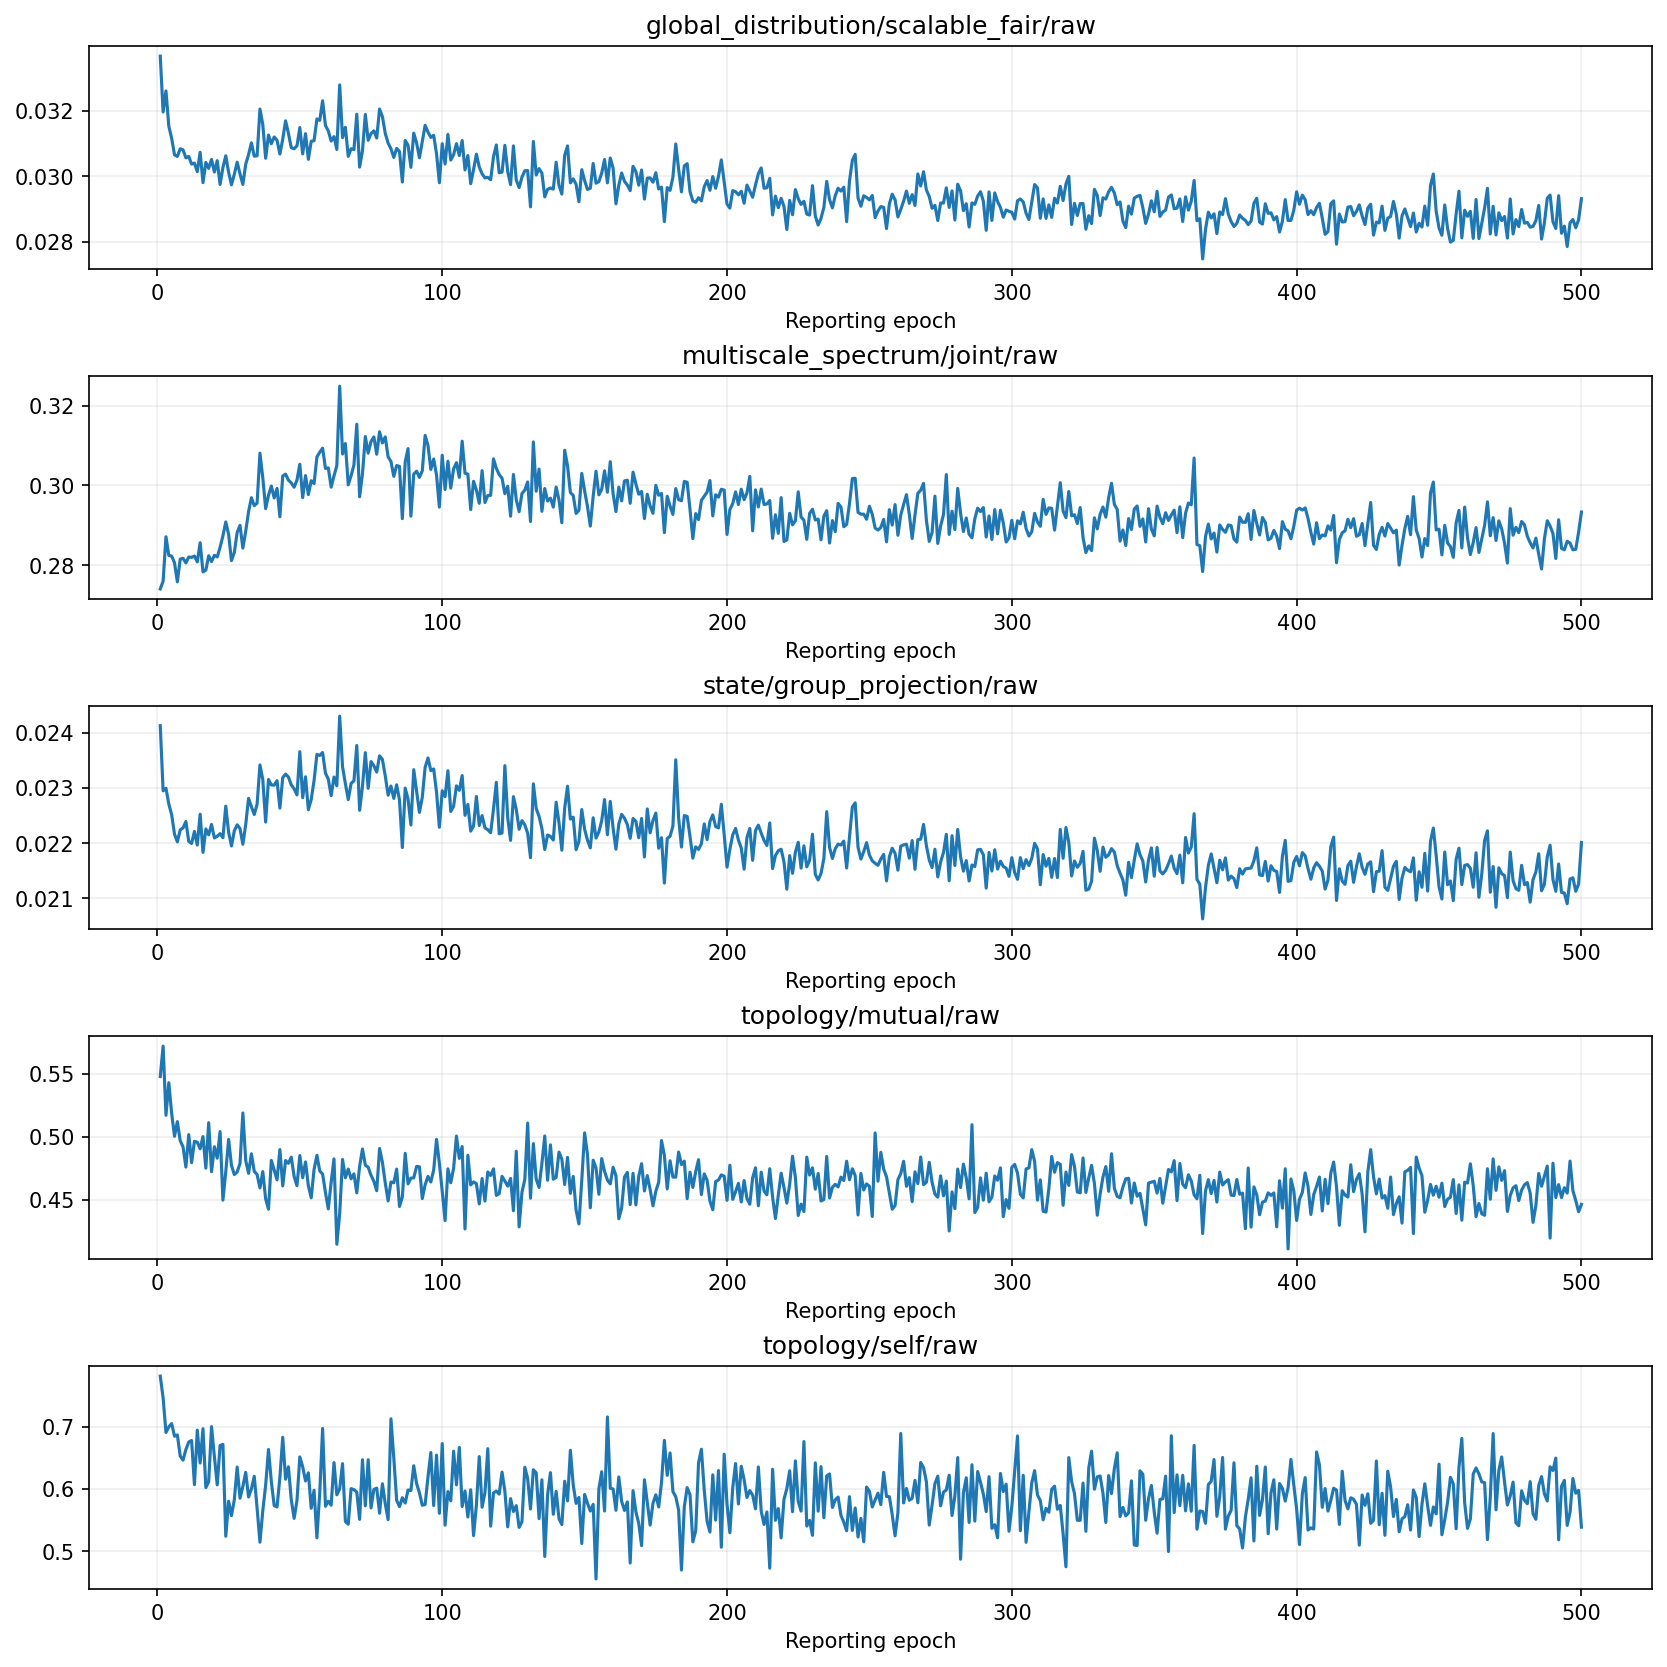 global_distribution/scalable_fair/raw
0.032
0.030
0.028
0 100 200 300 400 500
Reporting epoch
multiscale_spectrum/joint/raw
0.32
0.30
0.28
0 100 200 300 400 500
Reporting epoch
state/group_projection/raw
0.024
0.023
0.022
0.021
0 100 200 300 400 500
Reporting epoch
topology/mutual/raw
0.55
0.50
0.45
0 100 200 300 400 500
Reporting epoch
topology/self/raw
0.7
0.6
0.5
0 100 200 300 400 500
Reporting epoch